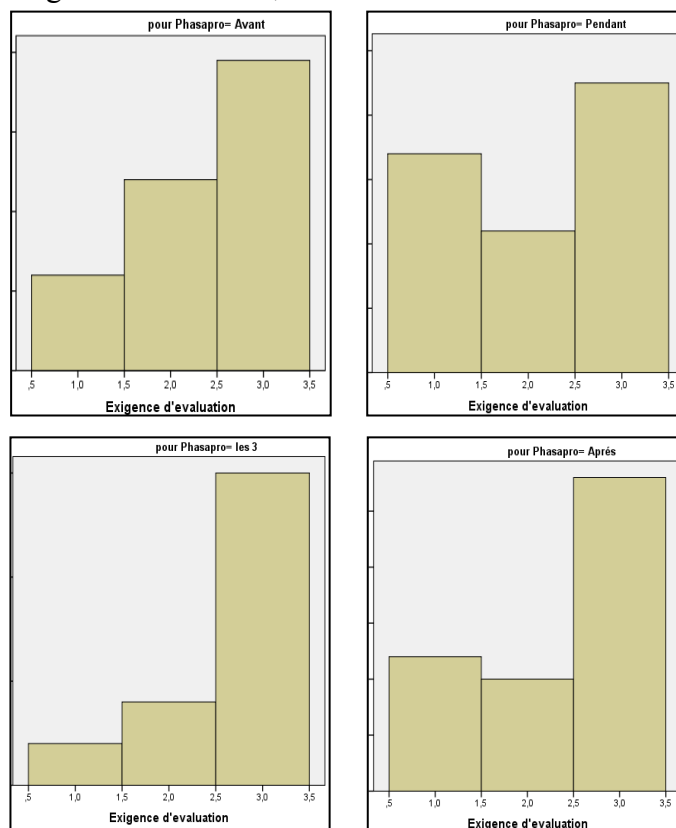 pour Phasapro= Avant
,5 1,0 1,5 2,0 2,5 3,0 3,5
Exigence d'evaluation
pour Phasapro= Pendant
,5 1,0 1,5 2,0 2,5 3,0 3,5
Exigence d'evaluation
pour Phasapro= les 3
,5 1,0 1,5 2,0 2,5 3,0 3,5
Exigence d'evaluation
pour Phasapro= Aprés
,5 1,0 1,5 2,0 2,5 3,0 3,5
Exigence d'evaluation